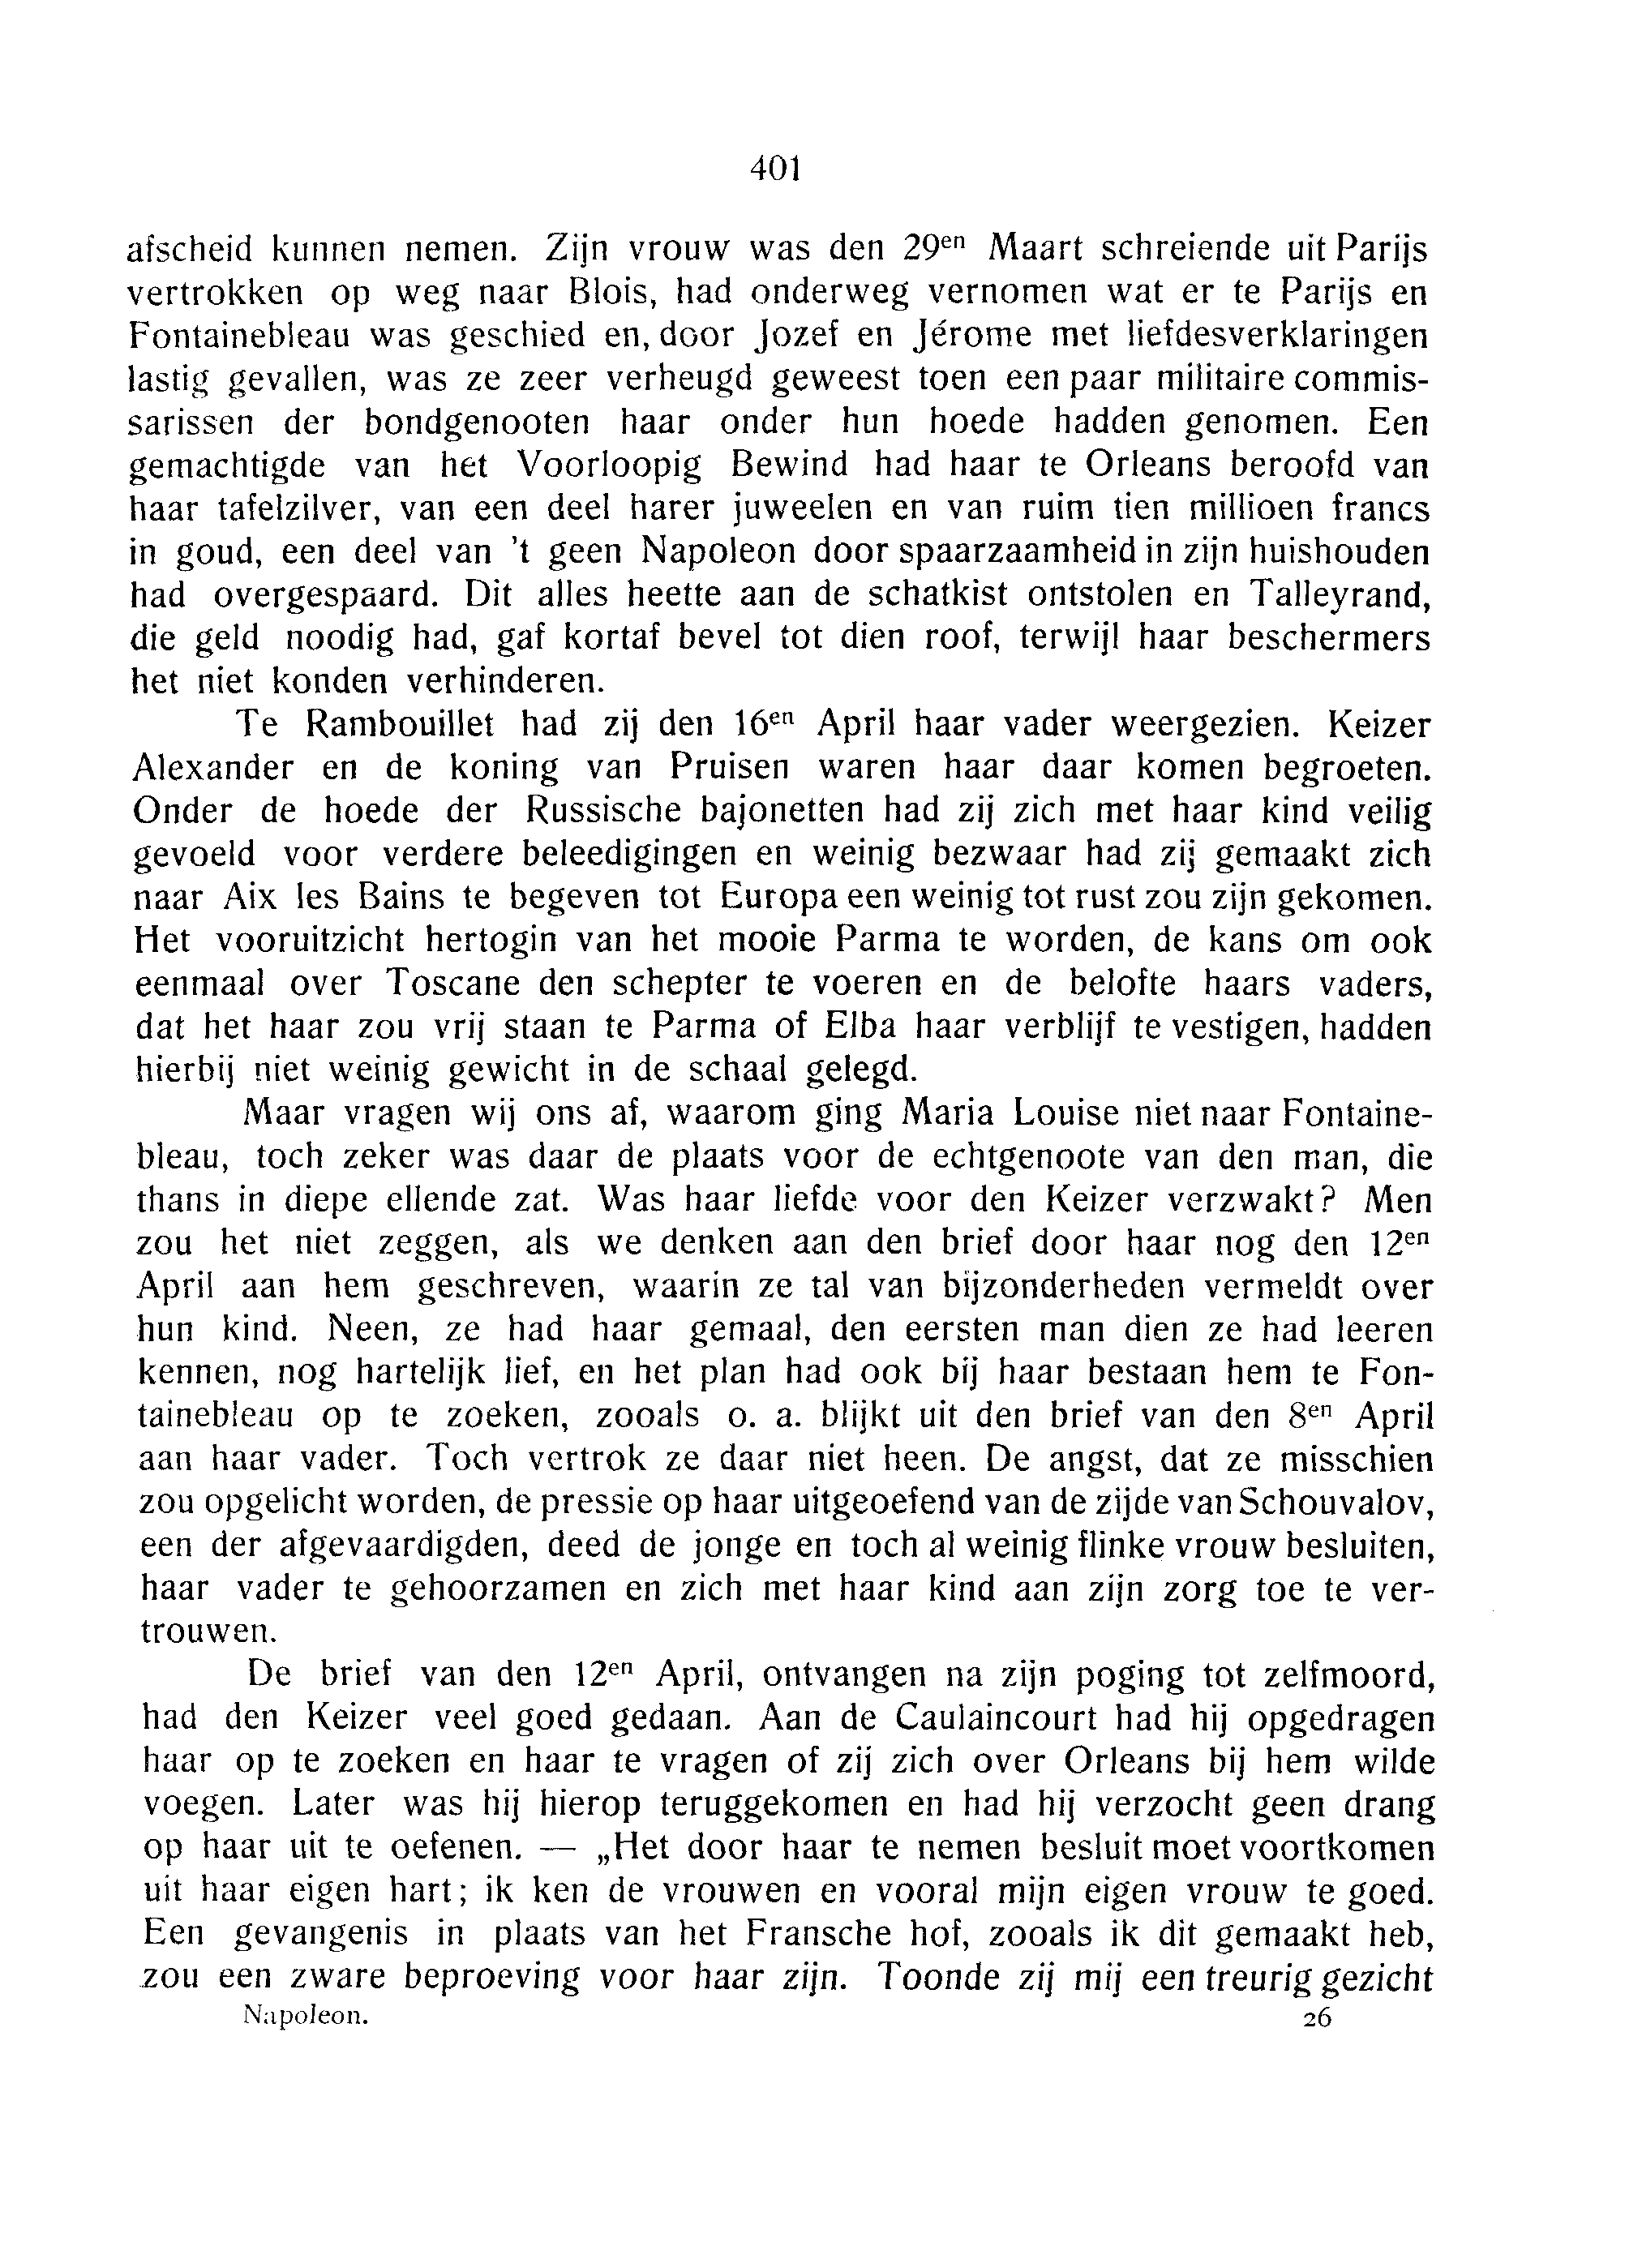 401
afscheid kunnen nemen. Zijn vrouw was den 29en Maart schreiende uit Parijs
vertrokken op weg naar Blois, had onderweg vernomen wat er te Parijs en
Fontainebleau was geschied en, door Jozef en Jérome met liefdesverklaringen
lastig gevallen, was ze zeer verheugd geweest toen een paar militaire commis-
sarissen der bondgenooten haar onder hun hoede hadden genomen. Een
gemachtigde van het Voorloopig Bewind had haar te Orleans beroofd van
haar tafelzilver, van een deel harer juweelen en van ruim tien millioen francs
in goud, een deel van 't geen Napoleon door spaarzaamheid in zijn huishouden
had overgespaard. Dit alles heette aan de schatkist ontstolen en Talleyrand,
die geld noodig had, gaf kortaf bevel tot dien roof, terwijl haar beschermers
het niet konden verhinderen.
Te Rambouillet had zij den 16en April haar vader weergezien. Keizer
Alexander en de koning van Pruisen waren haar daar komen begroeten.
Onder de hoede der Russische bajonetten had zij zich met haar kind veilig
gevoeld voor verdere beleedigingen en weinig bezwaar had zij gemaakt zich
naar Aix les Bains te begeven tot Europa een weinig tot rust zou zijn gekomen.
Het vooruitzicht hertogin van het mooie Parma te worden, de kans om ook
eenmaal over Toscane den schepter te voeren en de belofte haars vaders,
dat het haar zou vrij staan te Parma of Elba haar verblijf te vestigen, hadden
hierbij niet weinig gewicht in de schaal gelegd.
Maar vragen wij ons af, waarom ging Maria Louise niet naar Fontaine-
bleau, toch zeker was daar de plaats voor de echtgenoote van den man, die
thans in diepe ellende zat. Was haar liefde voor den Keizer verzwakt? Men
zou het niet zeggen, als we denken aan den brief door haar nog den 12en
April aan hem geschreven, waarin ze tal van bijzonderheden vermeldt over
hun kind. Neen, ze had haar gemaal, den eersten man dien ze had leeren
kennen, nog hartelijk lief, en het plan had ook bij haar bestaan hem te Fon-
tainebleau op te zoeken, zooals o. a. blijkt uit den brief van den 8en April
aan haar vader. Toch vertrok ze daar niet heen. De angst, dat ze misschien
zou opgelicht worden, de pressie op haar uitgeoefend van de zijde van Schouvalov,
een der afgevaardigden, deed de jonge en toch al weinig flinke vrouw besluiten,
haar vader te gehoorzamen en zich met haar kind aan zijn zorg toe te ver-
trouwen.
De brief van den 12en April, ontvangen na zijn poging tot zelfmoord,
had den Keizer veel goed gedaan. Aan de Caulaincourt had hij opgedragen
haar op te zoeken en haar te vragen of zij zich over Orleans bij hem wilde
voegen. Later was hij hierop teruggekomen en had hij verzocht geen drang
op haar uit te oefenen. — „Het door haar te nemen besluit moet voortkomen
uit haar eigen hart; ik ken de vrouwen en vooral mijn eigen vrouw te goed.
Een gevangenis in plaats van het Fransche hof, zooals ik dit gemaakt heb,
zou een zware beproeving voor haar zijn. Toonde zij mij een treurig gezicht
Napoleon. 26